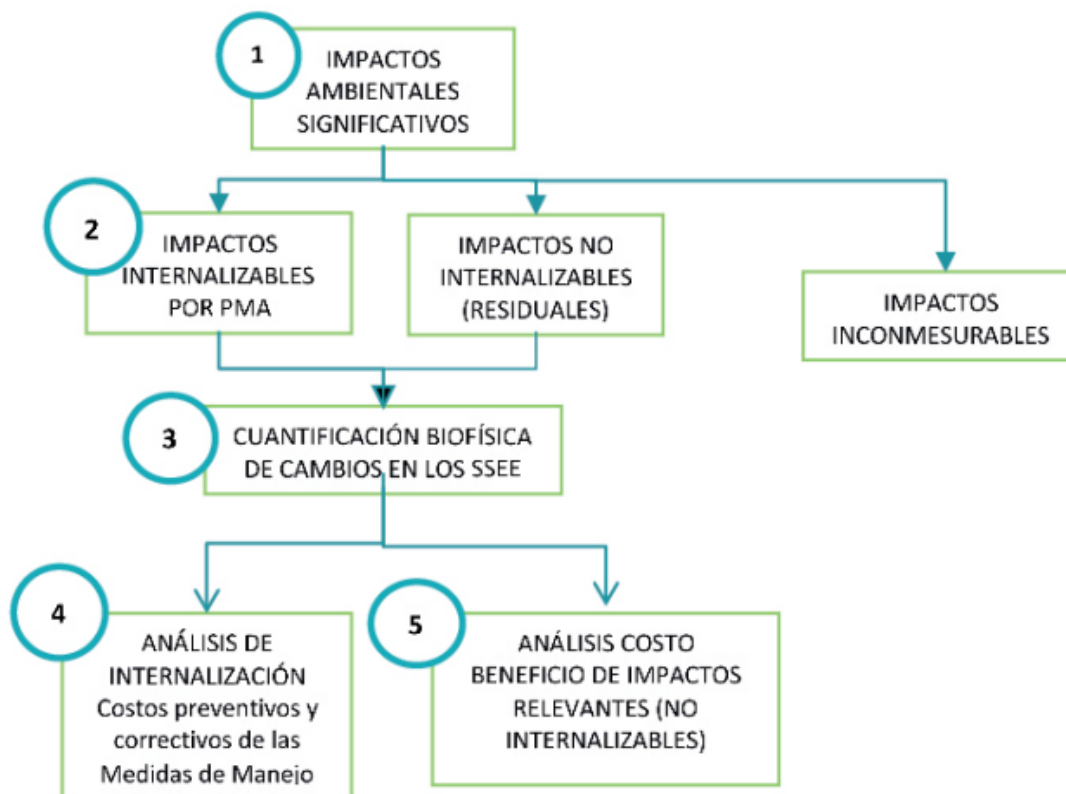 1
IMPACTOS
AMBIENTALES
SIGNIFICATIVOS
2
IMPACTOS
INTERNALIZABLES
POR PMA
IMPACTOS NO
INTERNALIZABLES
(RESIDUALES)
IMPACTOS
INCONMESURABLES
3
CUANTIFICACIÓN BIOFÍSICA
DE CAMBIOS EN LOS SSEE
4
ANÁLISIS DE
INTERNALIZACIÓN
Costos preventivos y
correctivos de las
Medidas de Manejo
5
ANÁLISIS COSTO
BENEFICIO DE IMPACTOS
RELEVANTES (NO
INTERNALIZABLES)